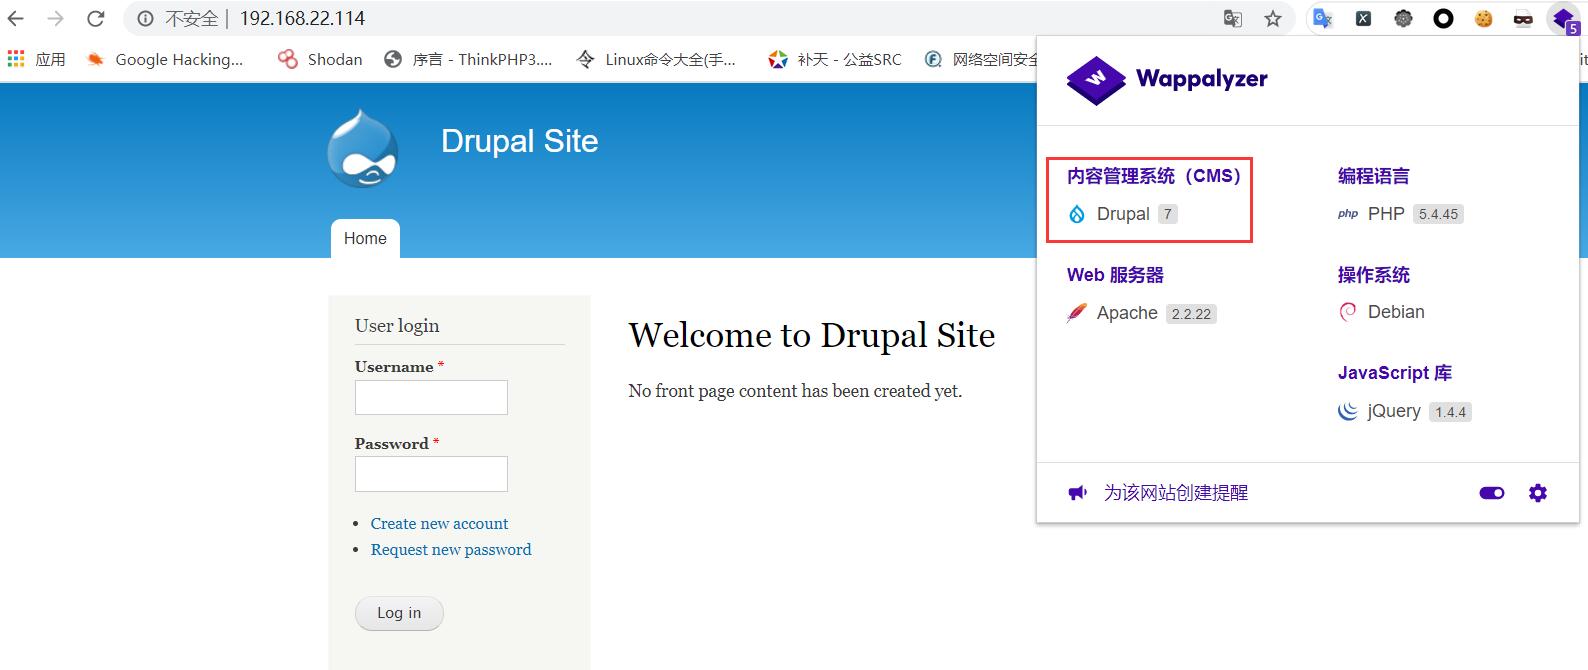 不安全 | 192.168.22.114
5
应用 Google Hacking... Shodan 序言 - ThinkPHP3.... Linux命令大全(手... 补天 - 公益SRC 网络空间安全
Wappalyzer
Drupal Site
Home
内容管理系统（CMS） 编程语言
Drupal 7 php PHP 5.4.45
Web 服务器 操作系统
Apache 2.2.22 Debian
JavaScript 库
jQuery 1.4.4
为该网站创建提醒
User login
Username *
Password *
Create new account
Request new password
Log in
Welcome to Drupal Site
No front page content has been created yet.